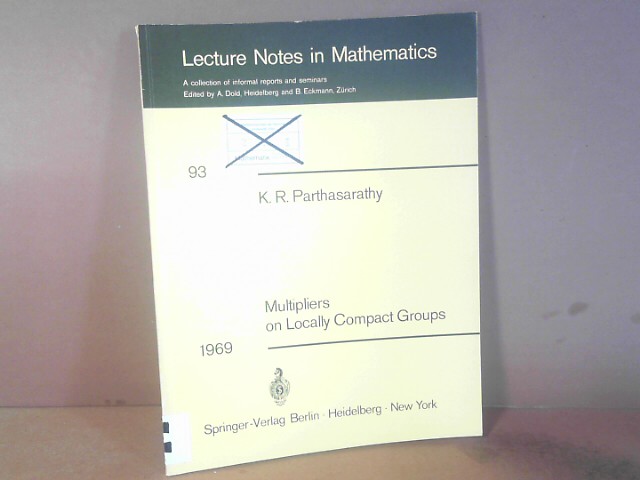 Lecture Notes in Mathematics
A collection of informal reports and seminars
Edited by A. Dold, Heidelberg and B. Eckmann, Zürich
93
K. R. Parthasarathy
Multipliers
on Locally Compact Groups
1969
Springer-Verlag Berlin · Heidelberg · New York